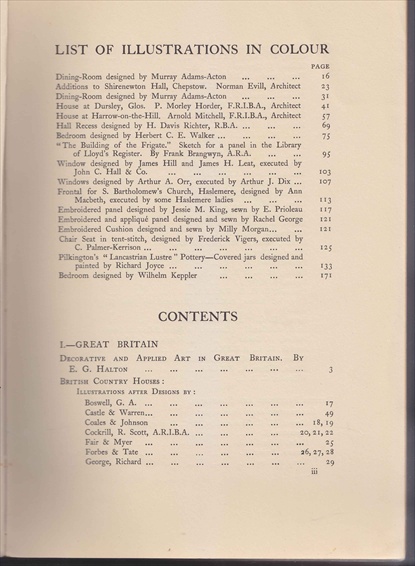 LIST OF ILLUSTRATIONS IN COLOUR
PAGE
Dining-Room designed by Murray Adams-Acton ... ... ... 16
Additions to Shirenewton Hall, Chepstow. Norman Evill, Architect 23
Dining-Room designed by Murray Adams-Acton ... ... ... 31
House at Dursley, Glos. P. Morley Horder, F.R.I.B.A., Architect 41
House at Harrow-on-the-Hill. Arnold Mitchell, F.R.I.B.A., Architect 57
Hall Recess designed by H. Davis Richter, R.B.A. ... ... ... 69
Bedroom designed by Herbert C. E. Walker ... ... ... ... 75
"The Building of the Frigate." Sketch for a panel in the Library
of Lloyd's Register. By Frank Brangwyn, A.R.A. ... ... 95
Window designed by James Hill and James H. Leat, executed by
John C. Hall & Co. ... ... ... ... ... ... ... 103
Windows designed by Arthur A. Orr, executed by Arthur J. Dix ... 107
Frontal for S. Bartholomew's Church, Haslemere, designed by Ann
Macbeth, executed by some Haslemere ladies ... ... ... 113
Embroidered panel designed by Jessie M. King, sewn by E. Prioleau 117
Embroidered and appliqué panel designed and sewn by Rachel George 121
Embroidered Cushion designed and sewn by Milly Morgan... ... 121
Chair Seat in tent-stitch, designed by Frederick Vigers, executed by
C. Palmer-Kerrison ... ... ... ... ... ... ... 125
Pilkington's "Lancastrian Lustre" Pottery—Covered jars designed and
painted by Richard Joyce ... ... ... ... ... ... 133
Bedroom designed by Wilhelm Keppler ... ... ... ... 171
CONTENTS
I.—GREAT BRITAIN
Decorative and Applied Art in Great Britain. By
E. G. Halton ... ... ... ... ... ... ... 3
British Country Houses:
Illustrations after Designs by:
Boswell, G. A. ... ... ... ... ... ... ... 17
Castle & Warren... ... ... ... ... ... ... 49
Coales & Johnson ... ... ... ... ... ... 18, 19
Cockrill, R. Scott, A.R.I.B.A. ... ... ... ... 20, 21, 22
Fair & Myer ... ... ... ... ... ... ... 25
Forbes & Tate ... ... ... ... ... ... ... 26, 27, 28
George, Richard ... ... ... ... ... ... ... 29
iii